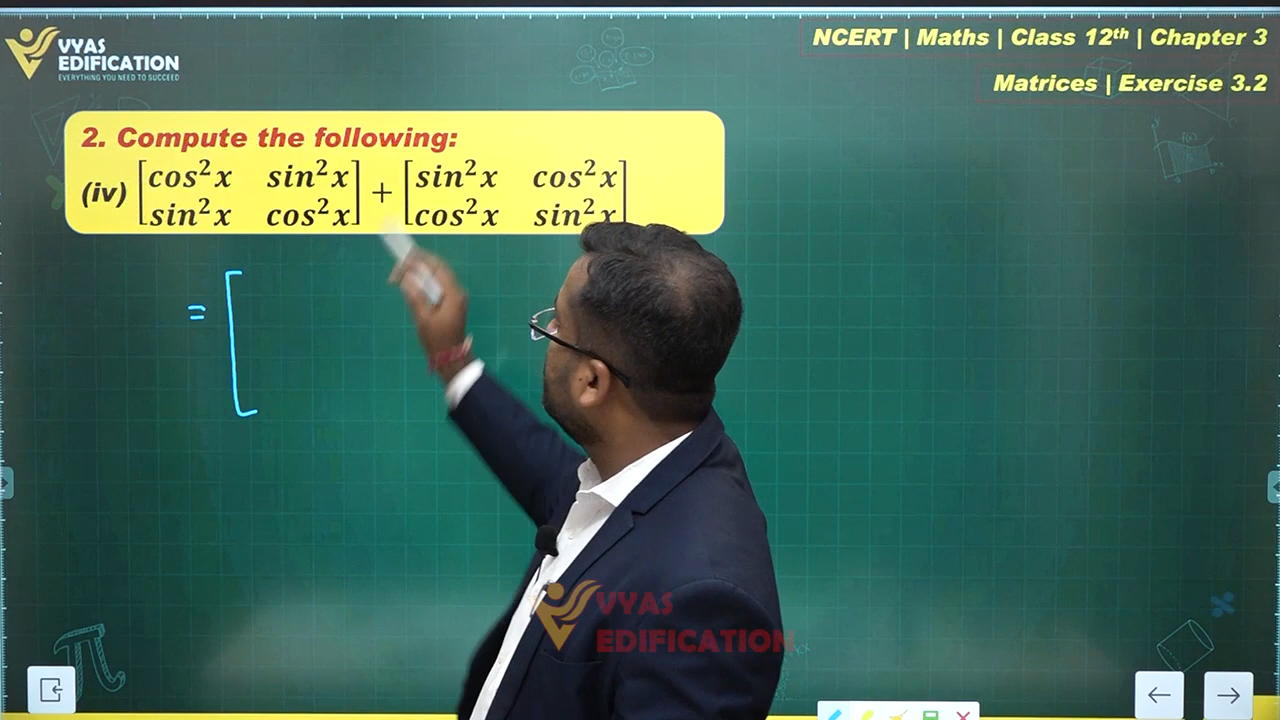 VYAS
EDIFICATION
EVERYTHING YOU NEED TO SUCCEED
NCERT | Maths | Class 12th | Chapter 3
Matrices | Exercise 3.2
2. Compute the following:
(iv) [cos²x sin²x] + [sin²x cos²x]
[sin²x cos²x] [cos²x sin²x]
= [
VYAS
EDIFICATION